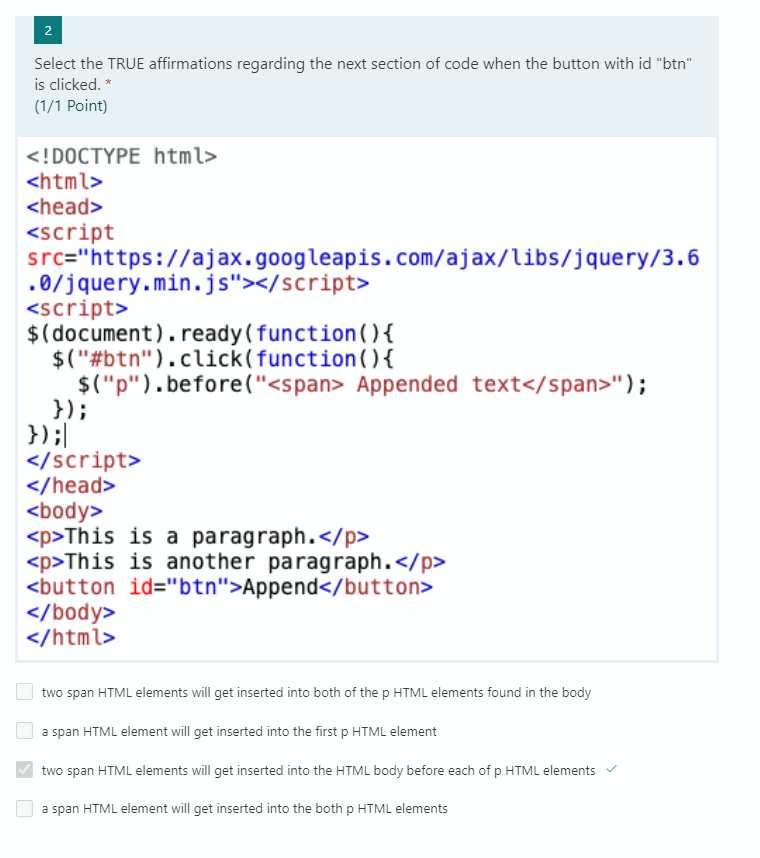 2
Select the TRUE affirmations regarding the next section of code when the button with id "btn"
is clicked. *
(1/1 Point)
<!DOCTYPE html>
<html>
<head>
<script
src="https://ajax.googleapis.com/ajax/libs/jquery/3.6
.0/jquery.min.js"></script>
<script>
$(document).ready(function(){
  $("#btn").click(function(){
    $("p").before("<span> Appended text</span>");
  });
});
</script>
</head>
<body>
<p>This is a paragraph.</p>
<p>This is another paragraph.</p>
<button id="btn">Append</button>
</body>
</html>
two span HTML elements will get inserted into both of the p HTML elements found in the body
a span HTML element will get inserted into the first p HTML element
two span HTML elements will get inserted into the HTML body before each of p HTML elements
a span HTML element will get inserted into the both p HTML elements